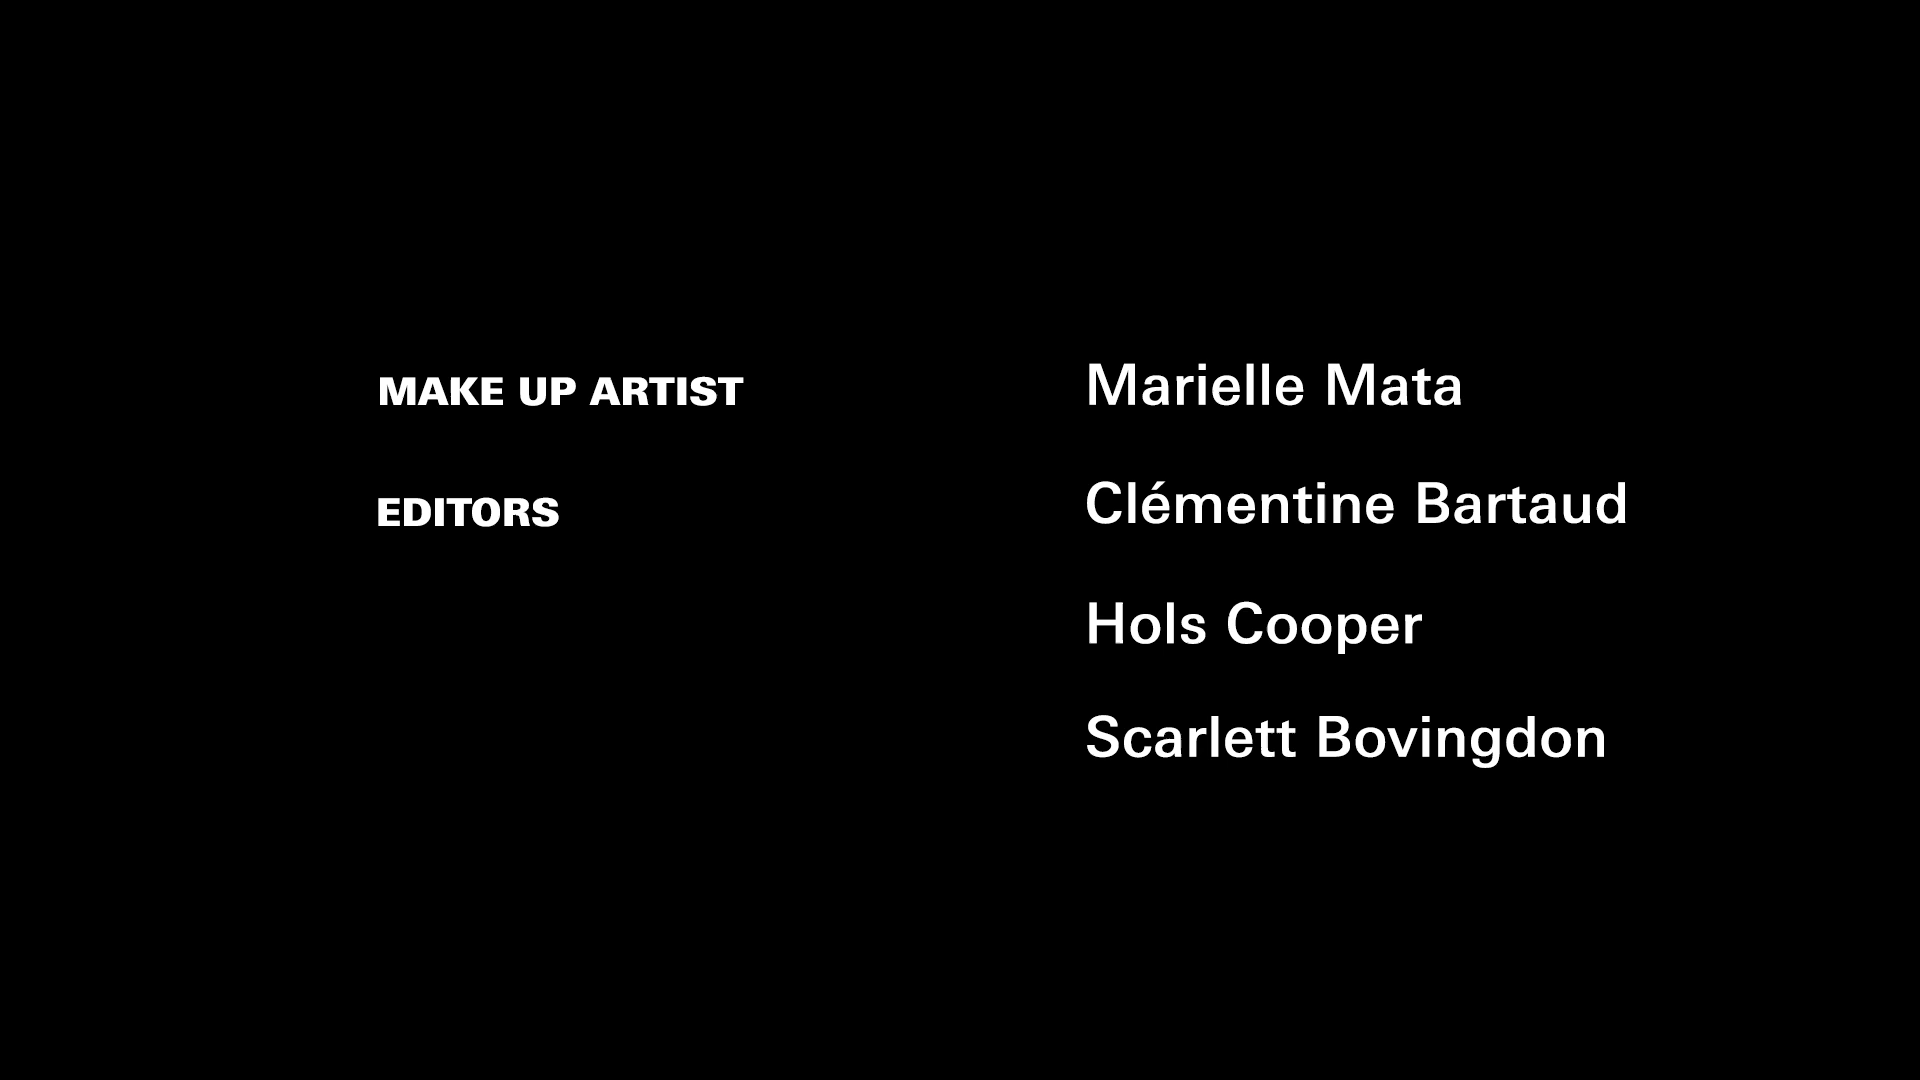 MAKE UP ARTIST Marielle Mata
EDITORS Clémentine Bartaud
Hols Cooper
Scarlett Bovingdon